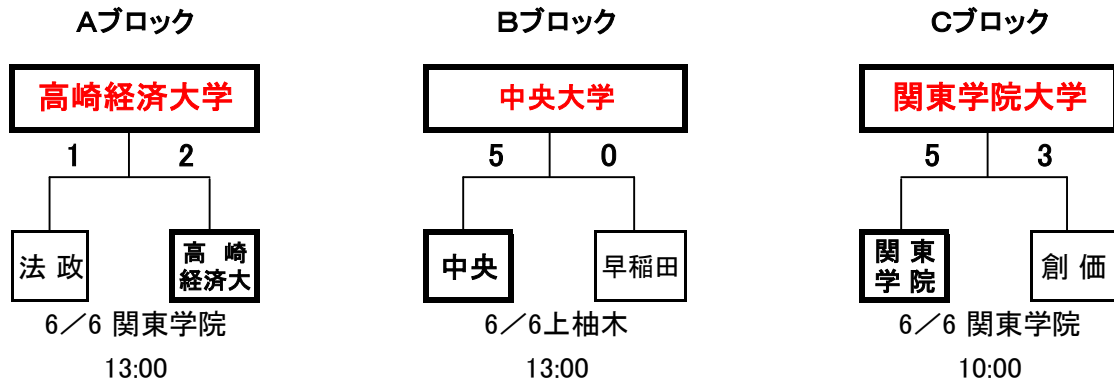 Aブロック
高崎経済大学
1 2
法 政
高 崎
経済大
6／6 関東学院
13:00
Bブロック
中央大学
5 0
中央
早稲田
6／6上柚木
13:00
Cブロック
関東学院大学
5 3
関 東
学 院
創 価
6／6 関東学院
10:00